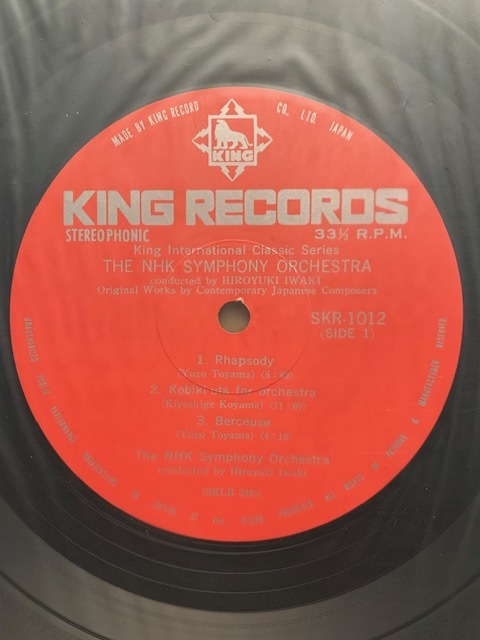 MADE BY KING RECORD CO., LTD. JAPAN
KING
KING RECORDS
STEREOPHONIC
33⅓ R.P.M.
King International Classic Series
THE NHK SYMPHONY ORCHESTRA
conducted by HIROYUKI IWAKI
Original Works by Contemporary Japanese Composers
SKR-1012
(SIDE 1)
1. Rhapsody
(Yuzo Toyama)
2. Kobiki-uta for orchestra
(Kiyoshige Koyama) (11:07)
3. Berceuse
(Yuzo Toyama)
The NHK Symphony Orchestra
conducted by Hiroyuki Iwaki